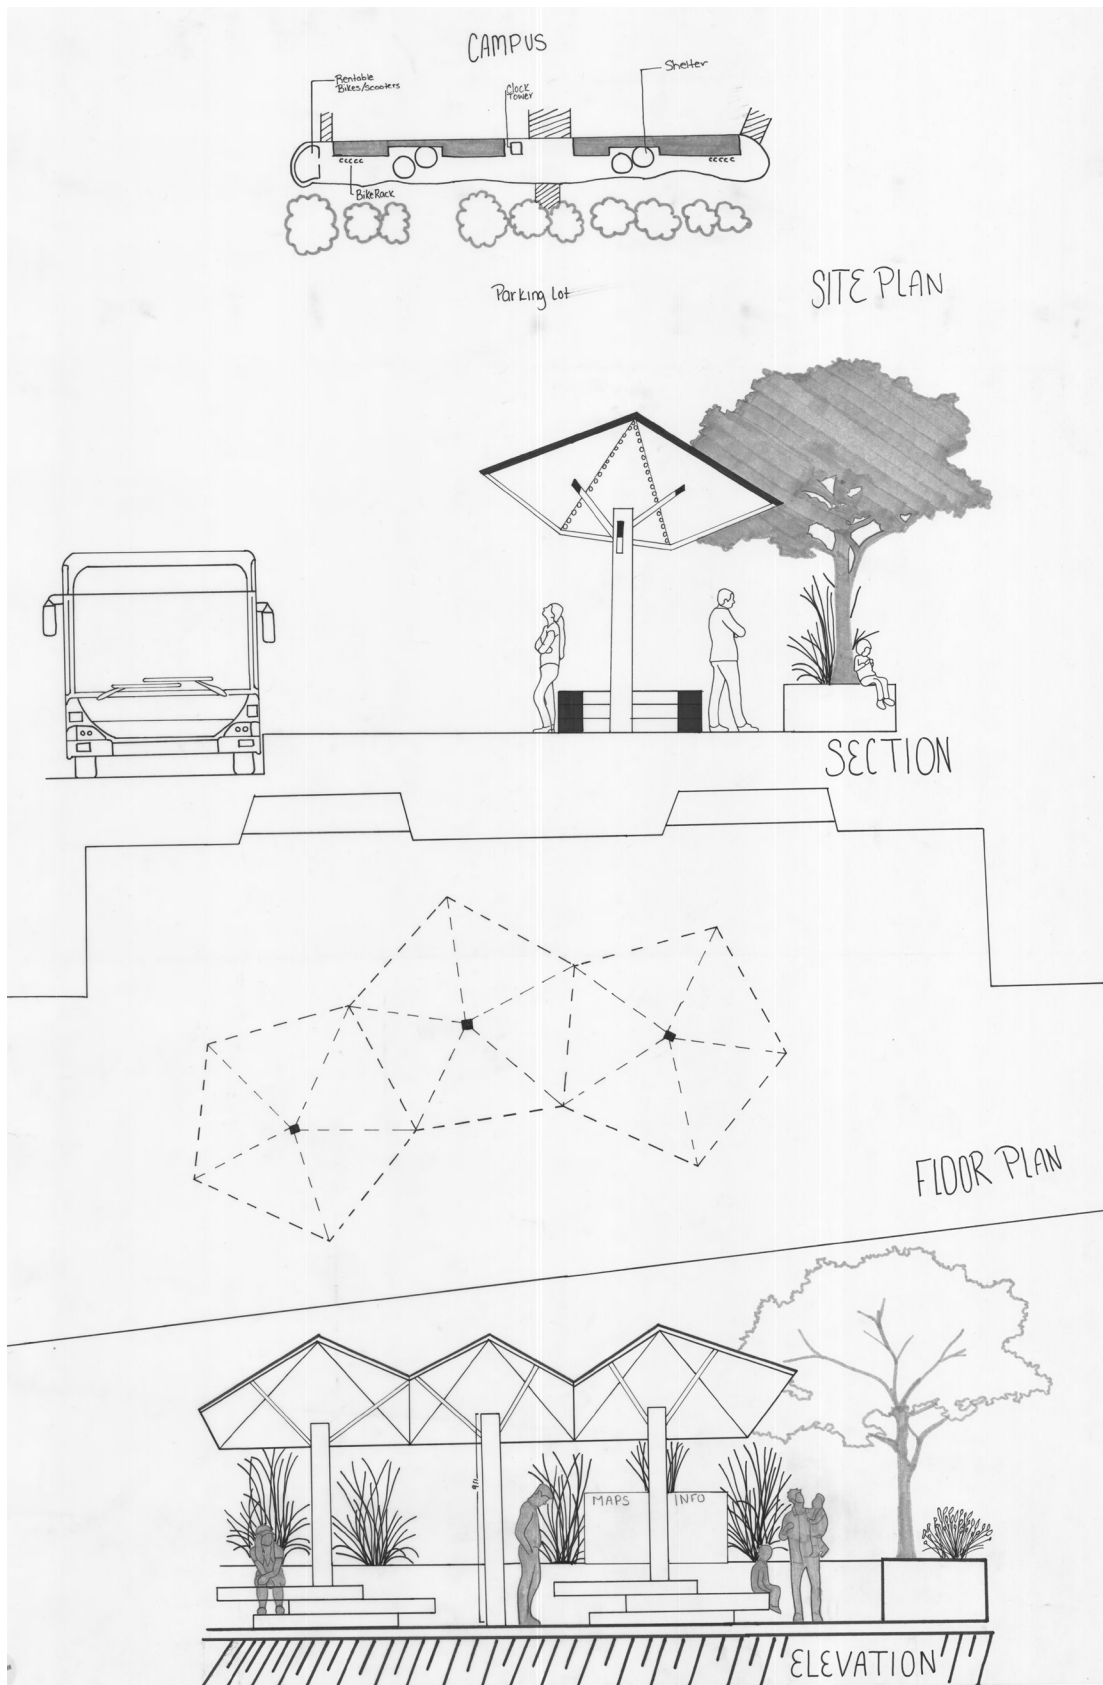 CAMPUS
Rentable
Bikes/Scooters
Clock
Tower
Shelter
Bike Rack
Parking Lot
SITE PLAN
SECTION
FLOOR PLAN
MAPS
INFO
ELEVATION